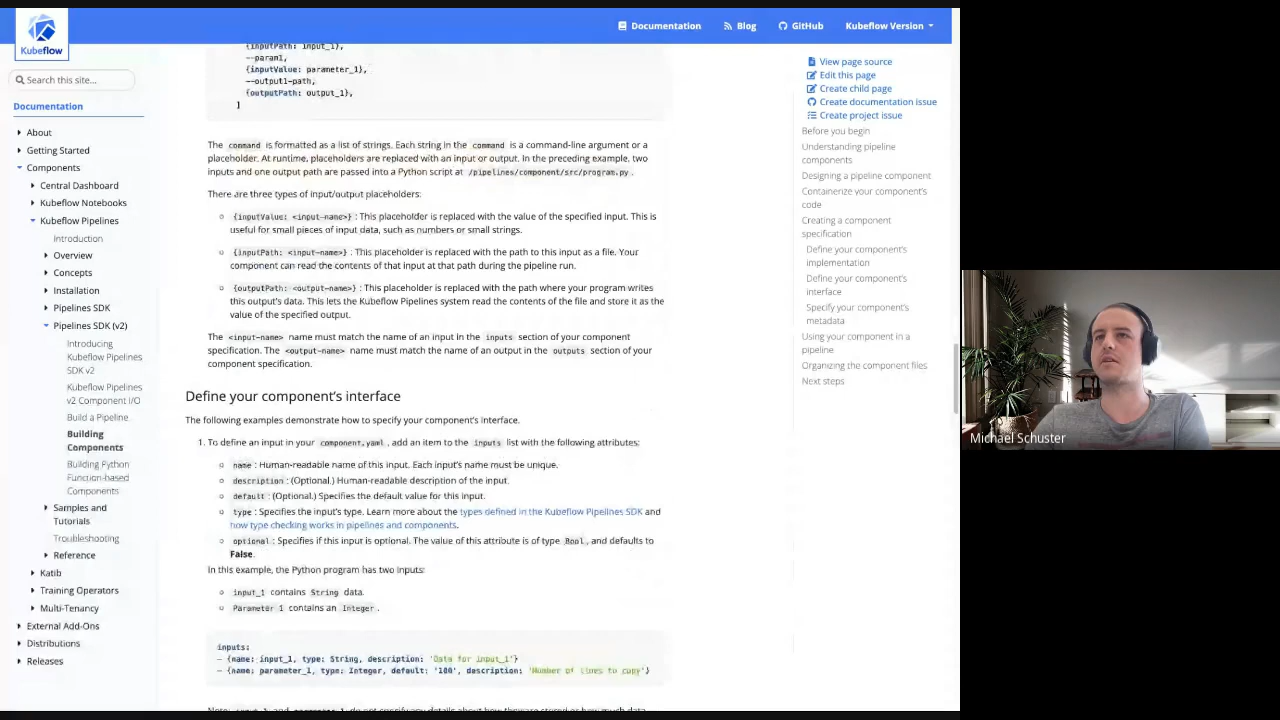 Kubeflow
Documentation
Blog
GitHub
Kubeflow Version
Search this site...
Documentation
About
Getting Started
Components
Central Dashboard
Kubeflow Notebooks
Kubeflow Pipelines
Introduction
Overview
Concepts
Installation
Pipelines SDK
Pipelines SDK (v2)
Introducing
Kubeflow Pipelines
SDK v2
Kubeflow Pipelines
v2 Component I/O
Build a Pipeline
Building
Components
Building Python
Function-based
Components
Samples and
Tutorials
Troubleshooting
Reference
Katib
Training Operators
Multi-Tenancy
External Add-Ons
Distributions
Releases
{inputPath: input_1},
--param1,
{inputValue: parameter_1},
--output1-path,
{outputPath: output_1},
]
The command is formatted as a list of strings. Each string in the command is a command-line argument or a
placeholder. At runtime, placeholders are replaced with an input or output. In the preceding example, two
inputs and one output path are passed into a Python script at /pipelines/component/src/program.py.
There are three types of input/output placeholders:
{inputValue: <input-name>}: This placeholder is replaced with the value of the specified input. This is
useful for small pieces of input data, such as numbers or small strings.
{inputPath: <input-name>}: This placeholder is replaced with the path to this input as a file. Your
component can read the contents of that input at that path during the pipeline run.
{outputPath: <output-name>}: This placeholder is replaced with the path where your program writes
this output's data. This lets the Kubeflow Pipelines system read the contents of the file and store it as the
value of the specified output.
The <input-name> name must match the name of an input in the inputs section of your component
specification. The <output-name> name must match the name of an output in the outputs section of your
component specification.
Define your component's interface
The following examples demonstrate how to specify your component's interface.
1. To define an input in your component.yaml, add an item to the inputs list with the following attributes:
name: Human-readable name of this input. Each input's name must be unique.
description: (Optional.) Human-readable description of the input.
default: (Optional.) Specifies the default value for this input.
type: Specifies the input's type. Learn more about the types defined in the Kubeflow Pipelines SDK and
how type checking works in pipelines and components.
optional: Specifies if this input is optional. The value of this attribute is of type Bool, and defaults to
False.
In this example, the Python program has two inputs:
input_1 contains String data.
Parameter 1 contains an Integer.
inputs:
- {name: input_1, type: String, description: 'Data for input_1'}
- {name: parameter_1, type: Integer, default: '100', description: 'Number of lines to copy'}
View page source
Edit this page
Create child page
Create documentation issue
Create project issue
Before you begin
Understanding pipeline
components
Designing a pipeline component
Containerize your component's
code
Creating a component
specification
Define your component's
implementation
Define your component's
interface
Specify your component's
metadata
Using your component in a
pipeline
Organizing the component files
Next steps
Michael Schuster